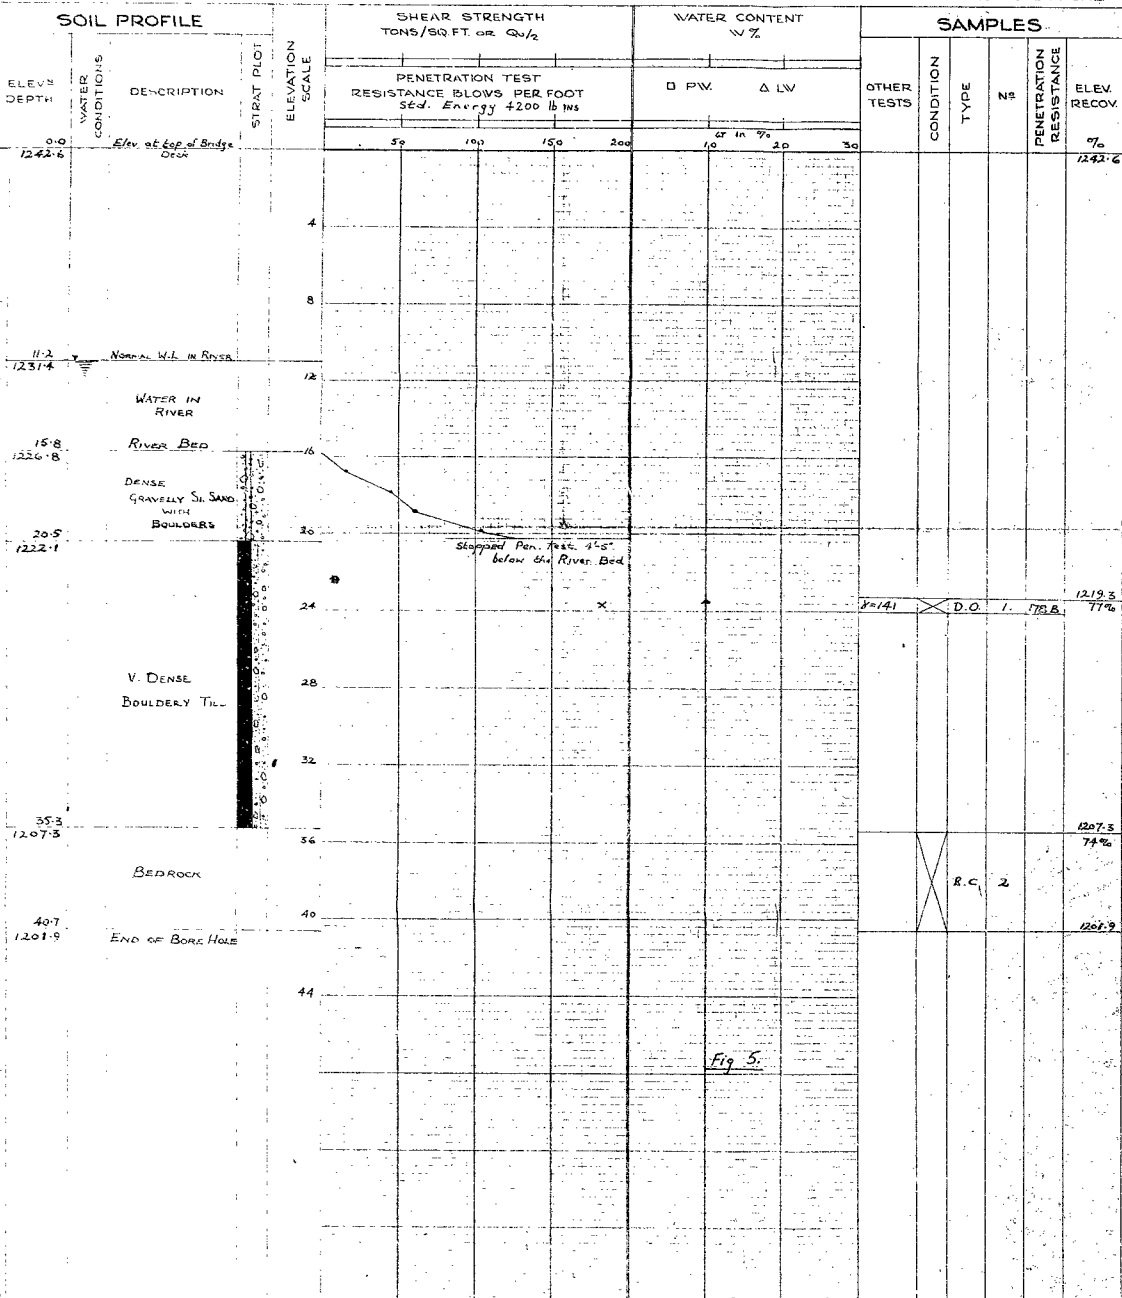 SOIL PROFILE
SHEAR STRENGTH
TONS/SQ.FT. OR Qu/2
WATER CONTENT
W %
SAMPLES
ELEVN
DEPTH
WATER
CONDITIONS
DESCRIPTION
STRAT PLOT
ELEVATION
SCALE
PENETRATION TEST
RESISTANCE BLOWS PER FOOT
Std. Energy 4200 lb ins
□ PW.
△ LW
OTHER
TESTS
CONDITION
TYPE
Nº
PENETRATION
RESISTANCE
ELEV.
RECOV.
%
in %
50 100 150 200
10 20 30
0.0
1242.6
Elev. at top of Bridge
Deck
1242.6
4
8
11.2
1231.4
NORMAL W.L. IN RIVER
12
WATER IN
RIVER
15.8
1226.8
RIVER BED
16
DENSE
GRAVELLY SI. SAND
WITH
BOULDERS
20.5
1222.1
20
Stopped Pen. Test 4'-5"
below the River Bed
24
1219.3
γ=141 D.O. 1. 77%
V. DENSE
BOULDERY TILL
28
32
35.3
1207.3
36
1207.3
74%
BEDROCK
R.C. 2
40.7
1201.9
END OF BORE HOLE
40
1201.9
44
Fig 5.